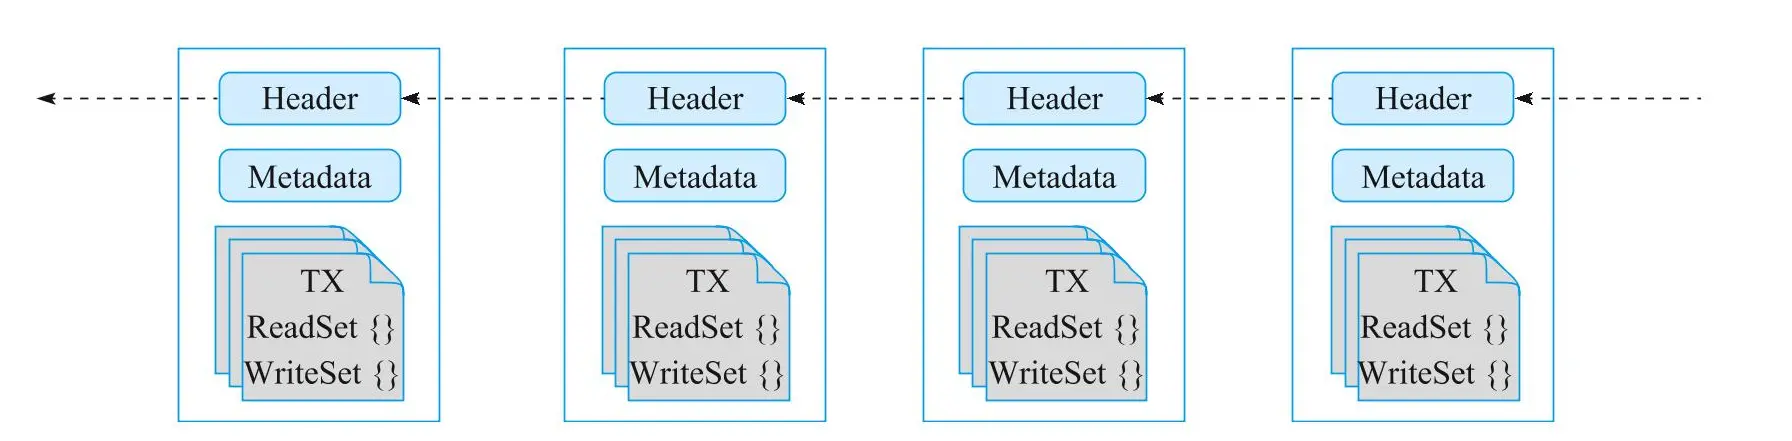 Header
Metadata
TX
ReadSet {}
WriteSet {}
Header
Metadata
TX
ReadSet {}
WriteSet {}
Header
Metadata
TX
ReadSet {}
WriteSet {}
Header
Metadata
TX
ReadSet {}
WriteSet {}